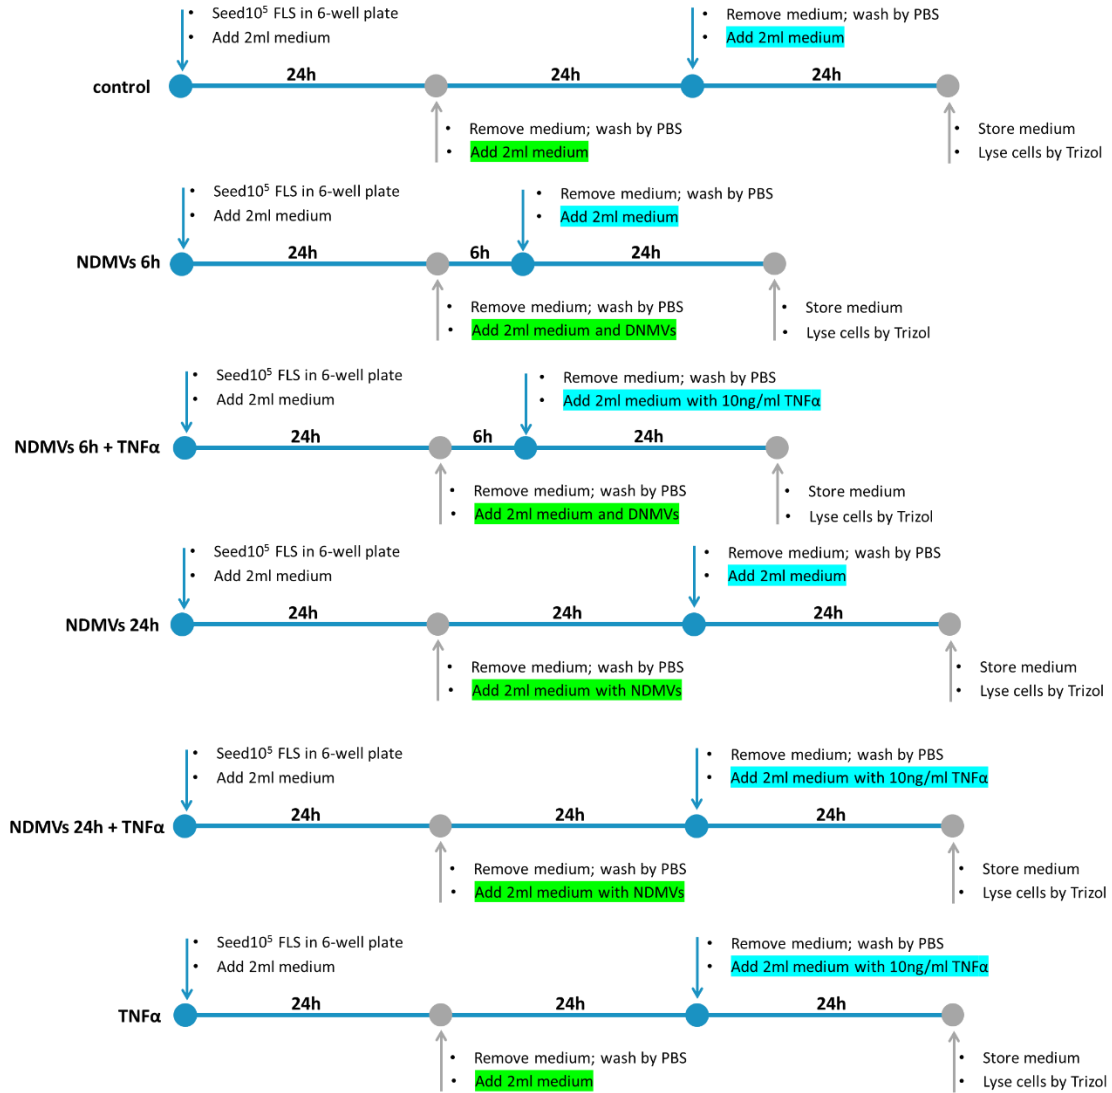 • Seed10⁵ FLS in 6-well plate
• Add 2ml medium
• Remove medium; wash by PBS
• Add 2ml medium
control
24h
24h
24h
• Remove medium; wash by PBS
• Add 2ml medium
• Store medium
• Lyse cells by Trizol
• Seed10⁵ FLS in 6-well plate
• Add 2ml medium
• Remove medium; wash by PBS
• Add 2ml medium
NDMVs 6h
24h
6h
24h
• Remove medium; wash by PBS
• Add 2ml medium and DNMVs
• Store medium
• Lyse cells by Trizol
• Seed10⁵ FLS in 6-well plate
• Add 2ml medium
• Remove medium; wash by PBS
• Add 2ml medium with 10ng/ml TNFα
NDMVs 6h + TNFα
24h
6h
24h
• Remove medium; wash by PBS
• Add 2ml medium and DNMVs
• Store medium
• Lyse cells by Trizol
• Seed10⁵ FLS in 6-well plate
• Add 2ml medium
• Remove medium; wash by PBS
• Add 2ml medium
NDMVs 24h
24h
24h
24h
• Remove medium; wash by PBS
• Add 2ml medium with NDMVs
• Store medium
• Lyse cells by Trizol
• Seed10⁵ FLS in 6-well plate
• Add 2ml medium
• Remove medium; wash by PBS
• Add 2ml medium with 10ng/ml TNFα
NDMVs 24h + TNFα
24h
24h
24h
• Remove medium; wash by PBS
• Add 2ml medium with NDMVs
• Store medium
• Lyse cells by Trizol
• Seed10⁵ FLS in 6-well plate
• Add 2ml medium
• Remove medium; wash by PBS
• Add 2ml medium with 10ng/ml TNFα
TNFα
24h
24h
24h
• Remove medium; wash by PBS
• Add 2ml medium
• Store medium
• Lyse cells by Trizol